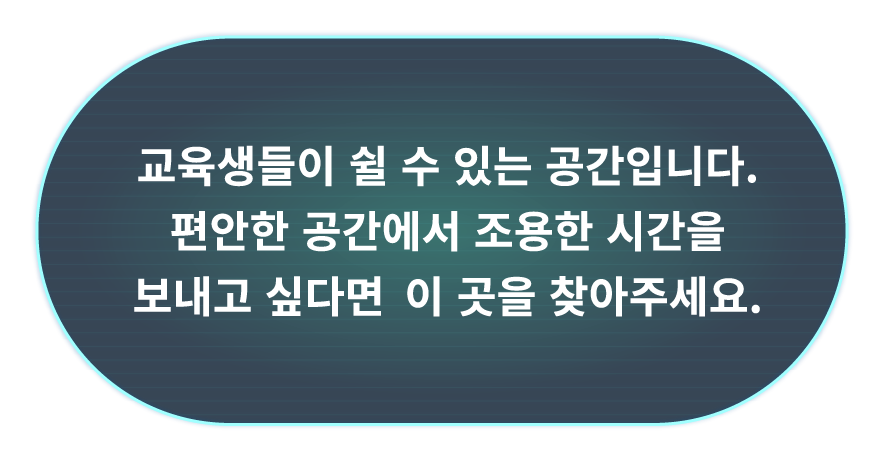 교육생들이 쉴 수 있는 공간입니다.
편안한 공간에서 조용한 시간을
보내고 싶다면 이 곳을 찾아주세요.